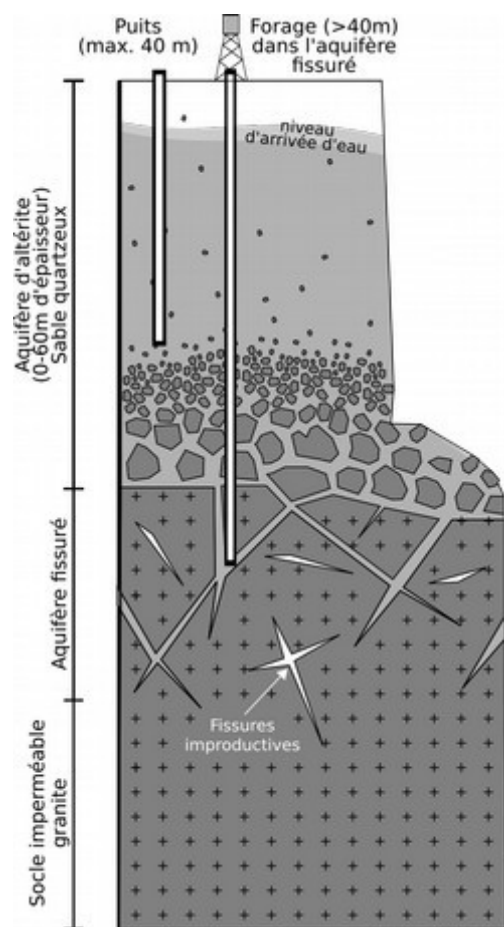 Puits
(max. 40 m)
Forage (>40m)
dans l'aquifère
fissuré
niveau
d'arrivée d'eau
Aquifère d'altérite
(0-60m d'épaisseur)
Sable quartzeux
Aquifère fissuré
Fissures
improductives
Socle imperméable
granite